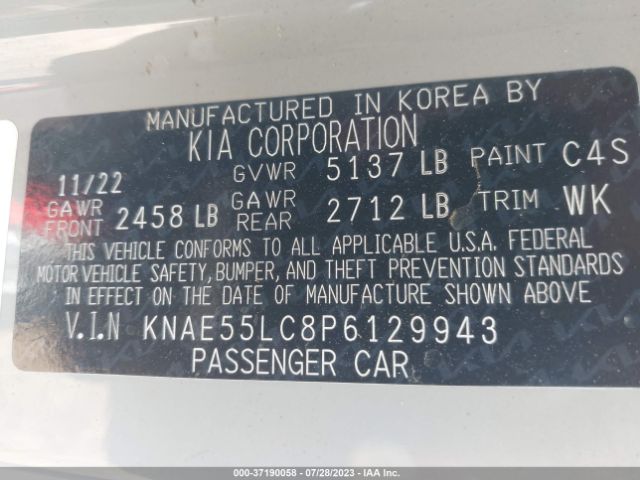 MANUFACTURED IN KOREA BY
KIA CORPORATION
11/22 GVWR 5137 LB PAINT C4S
GAWR FRONT 2458 LB GAWR REAR 2712 LB TRIM WK
THIS VEHICLE CONFORMS TO ALL APPLICABLE U.S.A. FEDERAL
MOTOR VEHICLE SAFETY, BUMPER, AND THEFT PREVENTION STANDARDS
IN EFFECT ON THE DATE OF MANUFACTURE SHOWN ABOVE
V.I.N KNAE55LC8P6129943
PASSENGER CAR
000-37190058 - 07/28/2023 - IAA Inc.